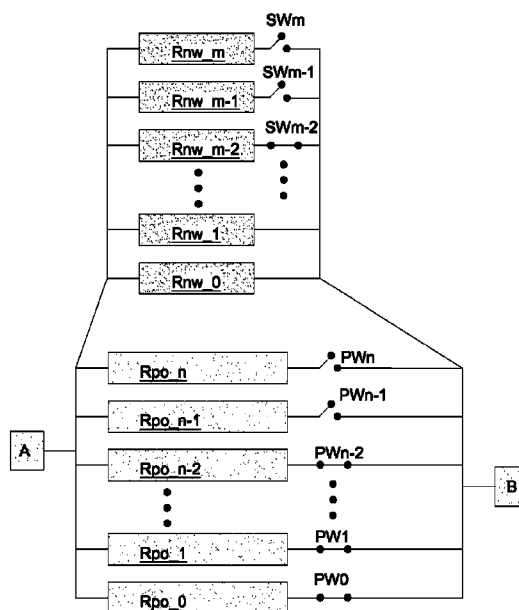 SWm
Rnw_m
SWm-1
Rnw_m-1
SWm-2
Rnw_m-2
Rnw_1
Rnw_0
PWn
Rpo_n
PWn-1
Rpo_n-1
A
PWn-2
Rpo_n-2
B
PW1
Rpo_1
PW0
Rpo_0